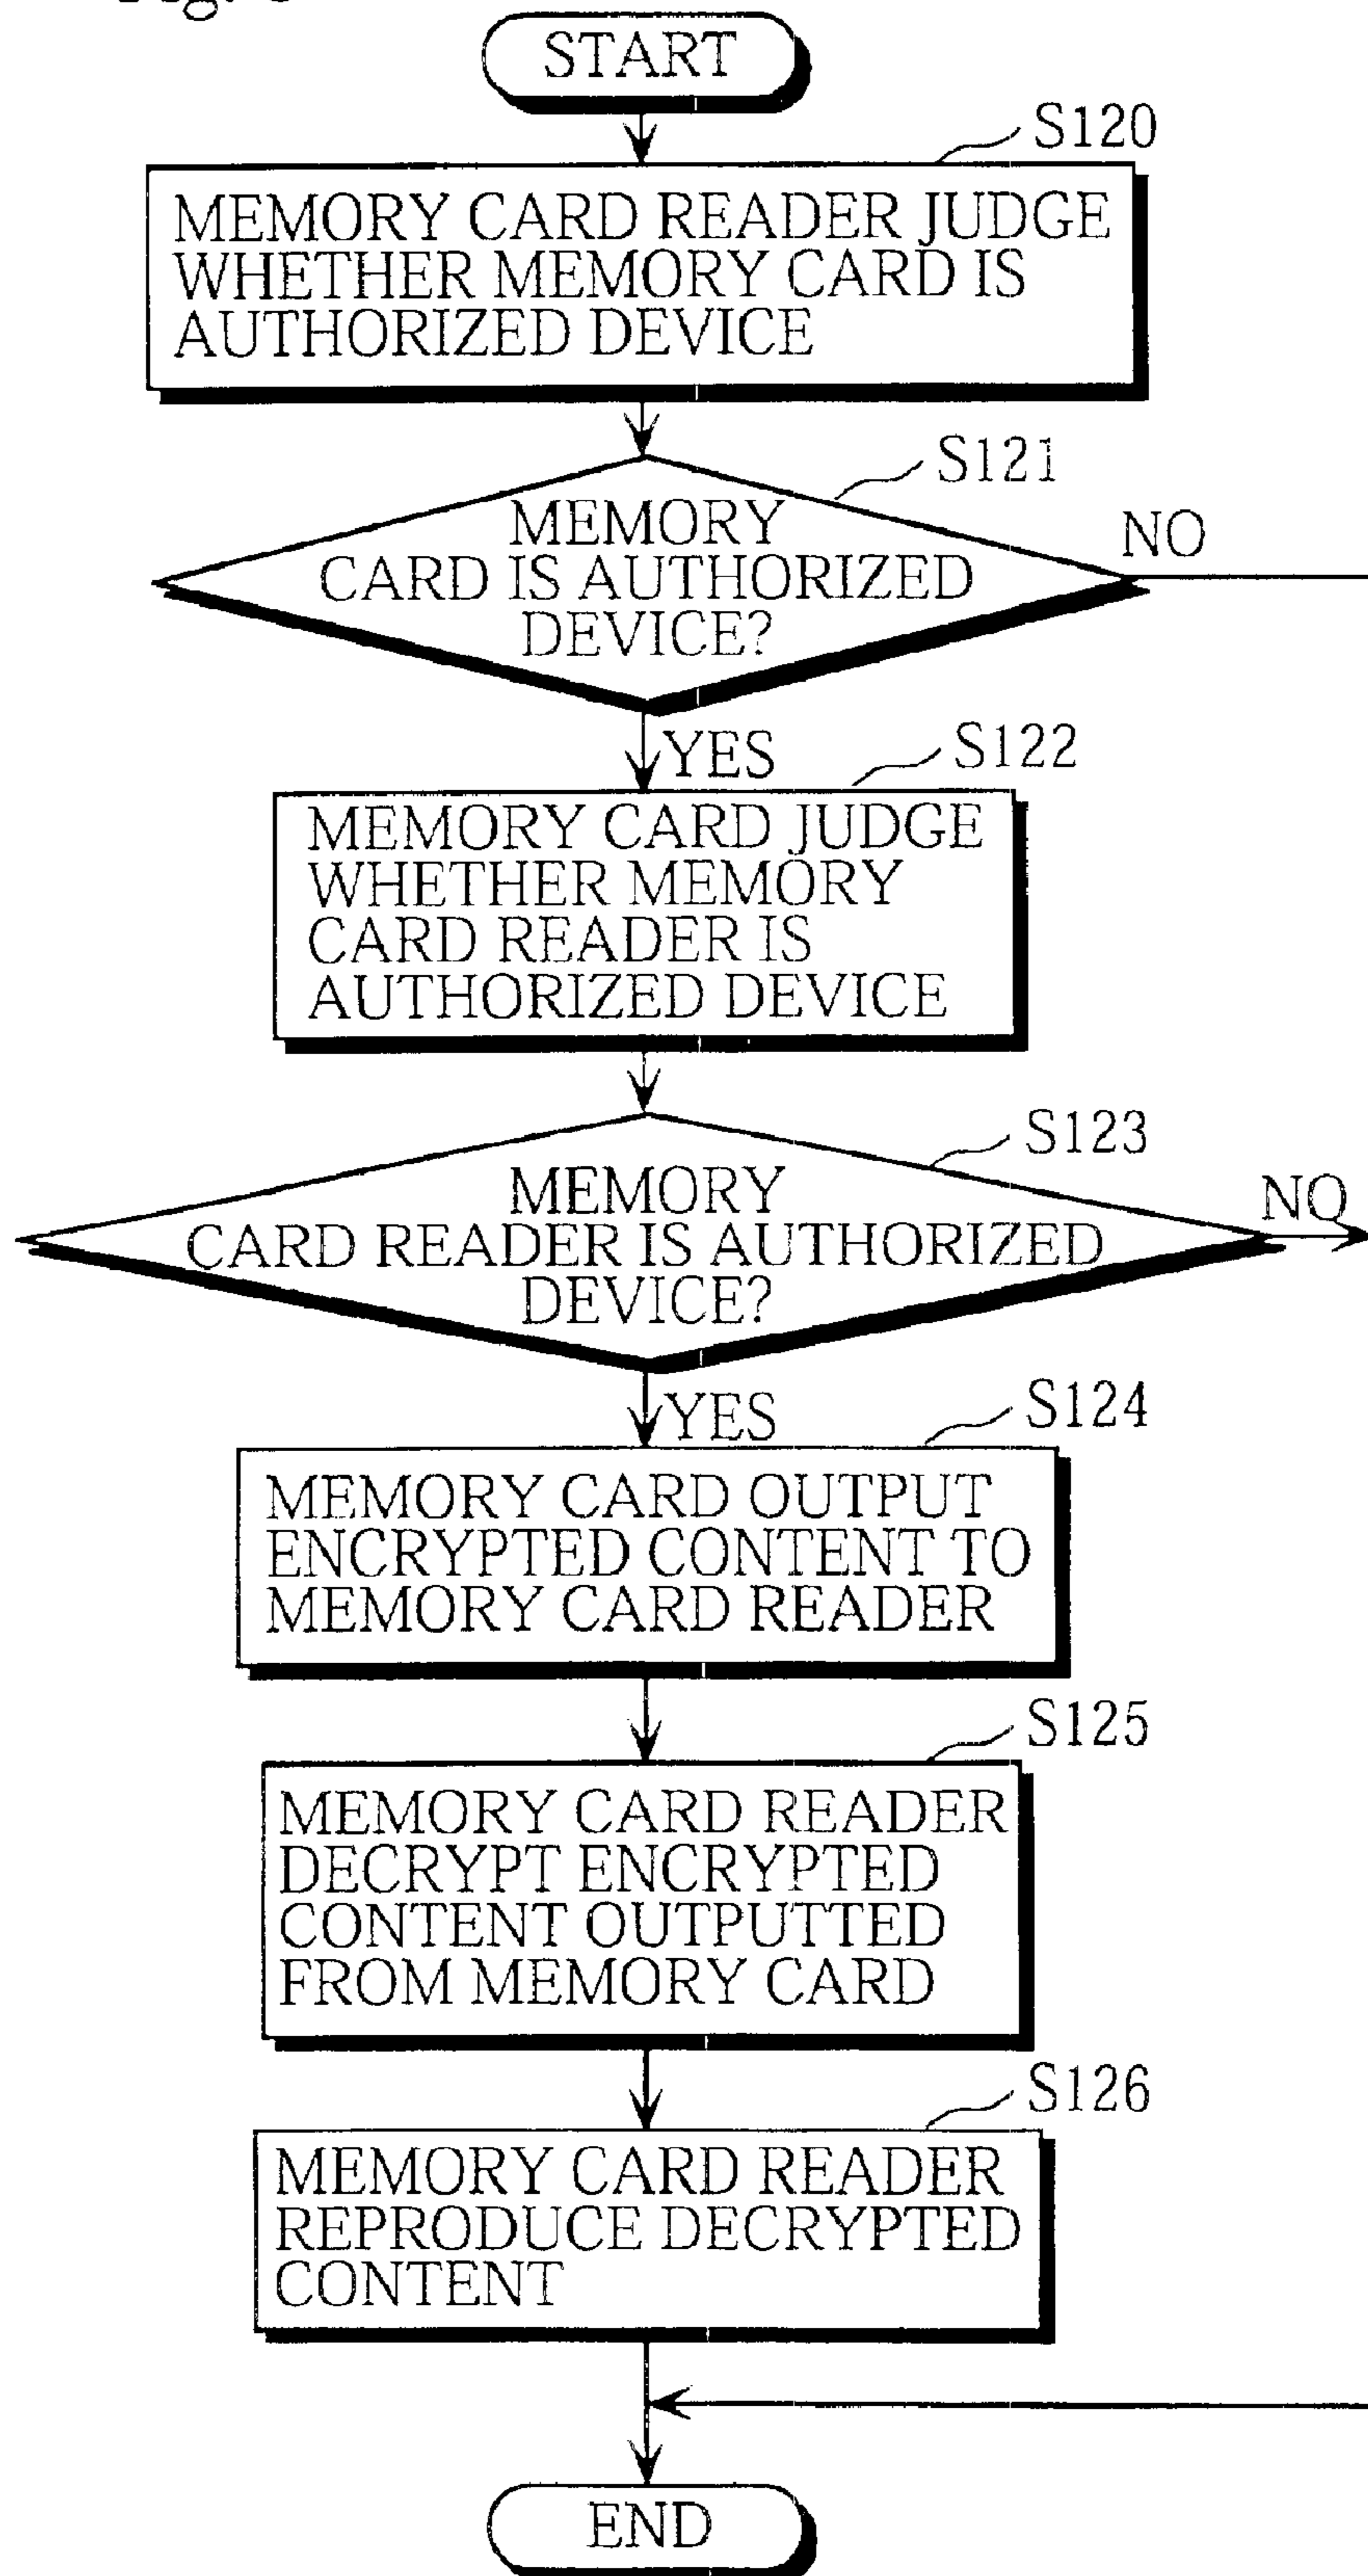 START
S120
MEMORY CARD READER JUDGE
WHETHER MEMORY CARD IS
AUTHORIZED DEVICE
S121
MEMORY
CARD IS AUTHORIZED
DEVICE?
NO
YES
S122
MEMORY CARD JUDGE
WHETHER MEMORY
CARD READER IS
AUTHORIZED DEVICE
S123
MEMORY
CARD READER IS AUTHORIZED
DEVICE?
NO
YES
S124
MEMORY CARD OUTPUT
ENCRYPTED CONTENT TO
MEMORY CARD READER
S125
MEMORY CARD READER
DECRYPT ENCRYPTED
CONTENT OUTPUTTED
FROM MEMORY CARD
S126
MEMORY CARD READER
REPRODUCE DECRYPTED
CONTENT
END